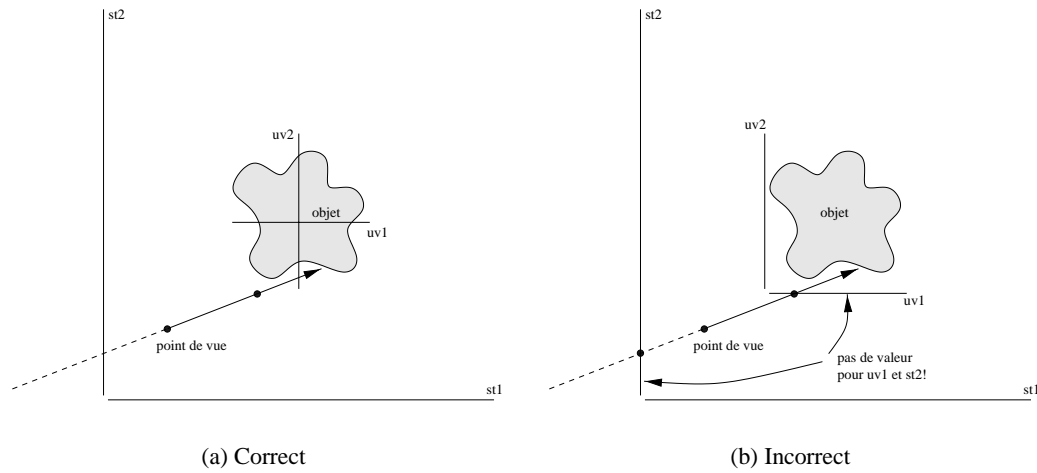 st2
uv2
objet
uv1
point de vue
st1
(a) Correct
st2
uv2
objet
uv1
point de vue
pas de valeur
pour uv1 et st2!
st1
(b) Incorrect